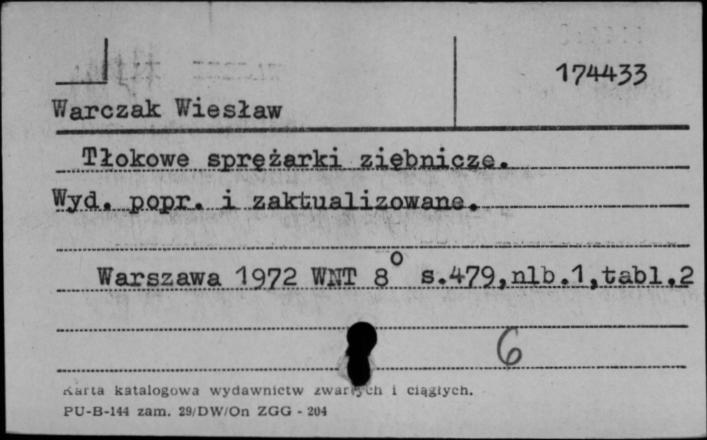 174433
Warczak Wiesław
Tłokowe sprężarki ziębnicze.
Wyd. popr. i zaktualizowane.
Warszawa 1972 WNT 8° s.479,nlb.1,tabl.2
6
Karta katalogowa wydawnictw zwartych i ciągłych.
PU-B-144 zam. 29/DW/On ZGG - 204